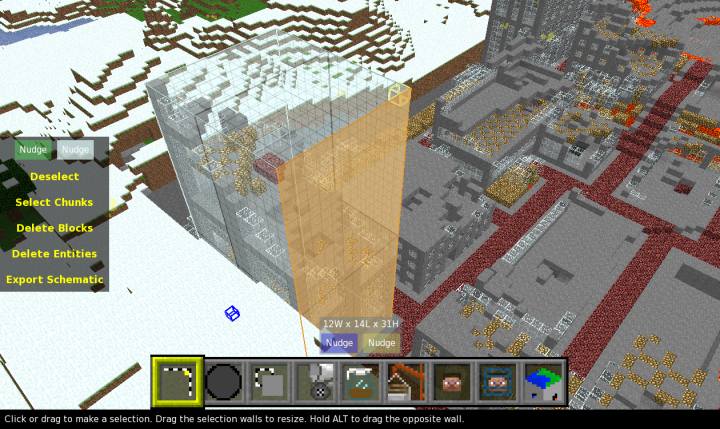 Nudge Nudge
Deselect
Select Chunks
Delete Blocks
Delete Entities
Export Schematic
12W x 14L x 31H
Nudge Nudge
Click or drag to make a selection. Drag the selection walls to resize. Hold ALT to drag the opposite wall.